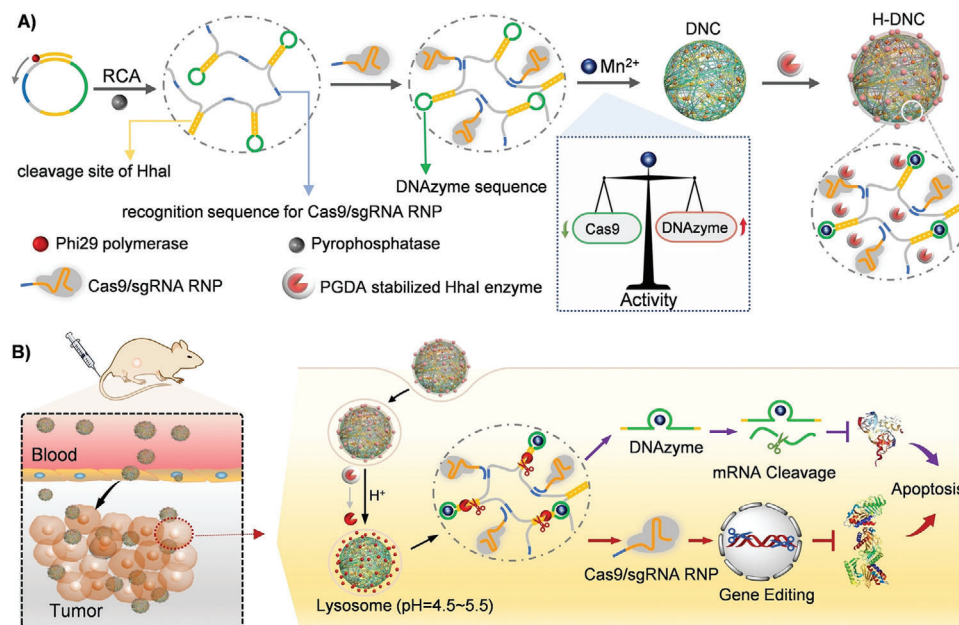 A)
RCA
Mn2+
DNC
H-DNC
cleavage site of HhaI
DNAzyme sequence
recognition sequence for Cas9/sgRNA RNP
Phi29 polymerase
Pyrophosphatase
Cas9/sgRNA RNP
PGDA stabilized HhaI enzyme
Cas9
DNAzyme
Activity
B)
Blood
Tumor
H+
Lysosome (pH=4.5~5.5)
DNAzyme
mRNA Cleavage
Apoptosis
Cas9/sgRNA RNP
Gene Editing